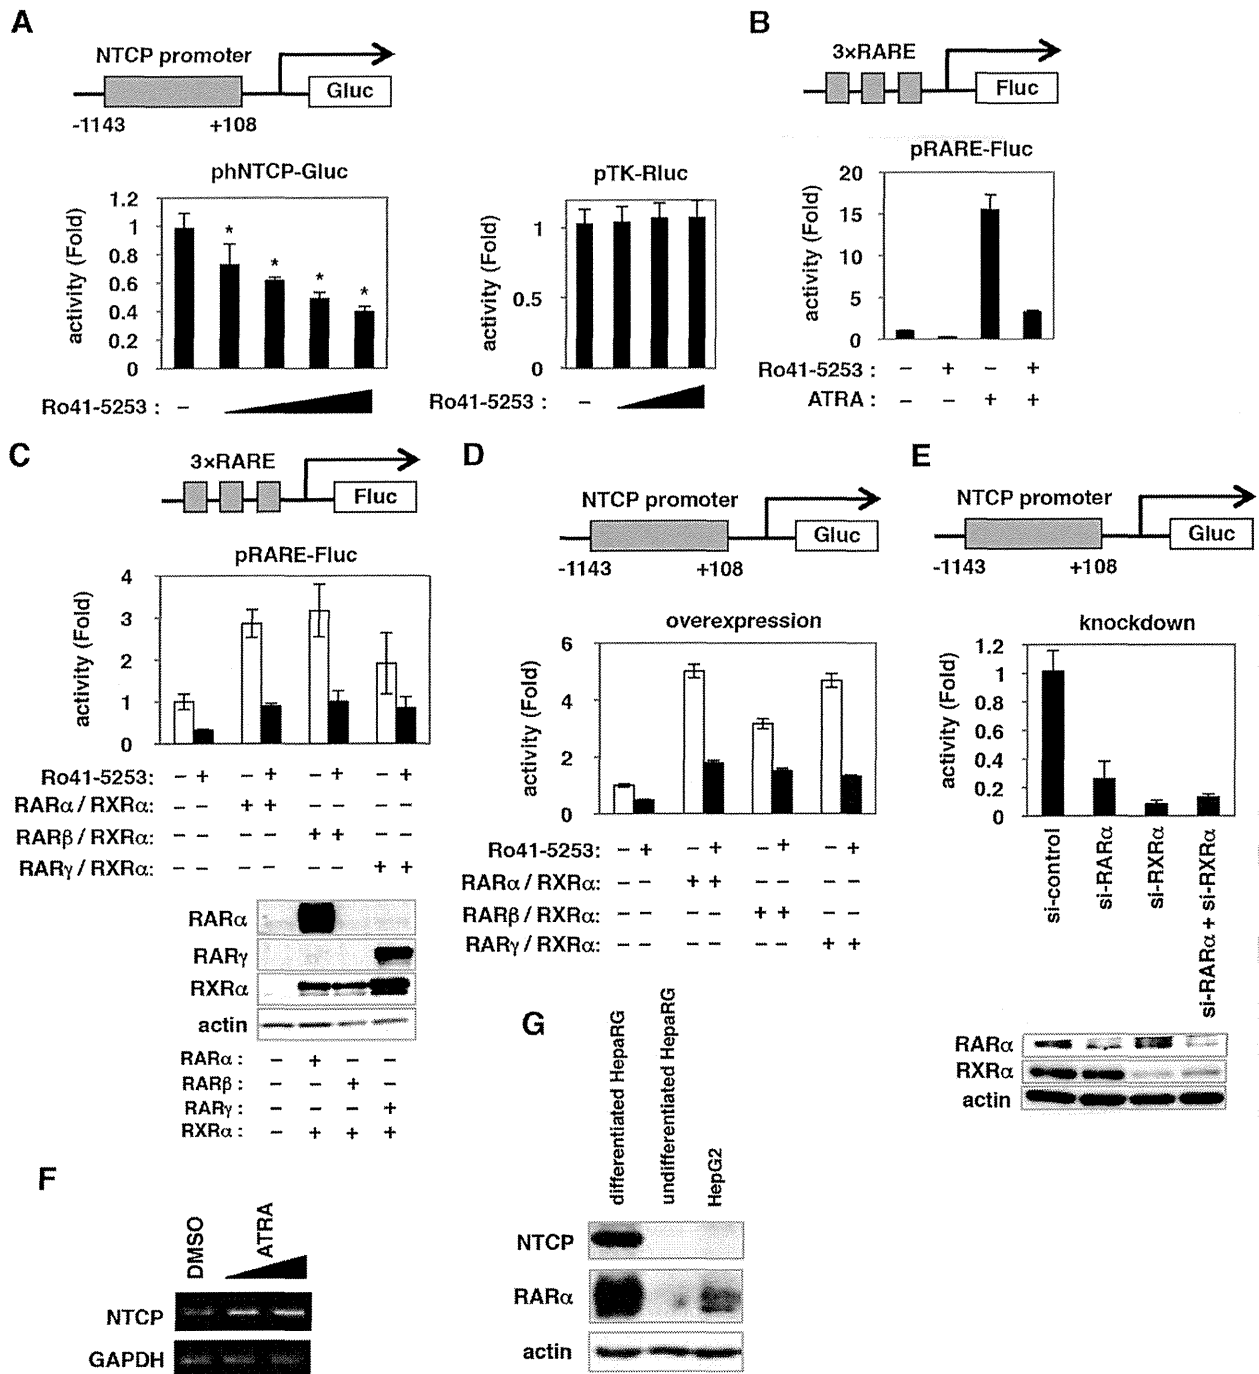 A
NTCP promoter
Gluc
-1143 +108
phNTCP-Gluc
activity (Fold)
1.2
1
0.8
0.6
0.4
0.2
0
* * * *
Ro41-5253 : –
pTK-Rluc
activity (Fold)
1
0.5
0
Ro41-5253 : –
B
3×RARE
Fluc
pRARE-Fluc
activity (Fold)
20
15
10
5
0
Ro41-5253 : – + – +
ATRA : – – + +
C
3×RARE
Fluc
pRARE-Fluc
activity (Fold)
4
3
2
1
0
Ro41-5253: – + – + – + – +
RARα / RXRα: – – + + – – – –
RARβ / RXRα: – – – – + + – –
RARγ / RXRα: – – – – – – + +
RARα
RARγ
RXRα
actin
RARα : – + – –
RARβ : – – + –
RARγ : – – – +
RXRα : – + + +
D
NTCP promoter
Gluc
-1143 +108
overexpression
activity (Fold)
6
4
2
0
Ro41-5253: – + – + – + – +
RARα / RXRα: – – + + – – – –
RARβ / RXRα: – – – – + + – –
RARγ / RXRα: – – – – – – + +
E
NTCP promoter
Gluc
-1143 +108
knockdown
activity (Fold)
1.2
1
0.8
0.6
0.4
0.2
0
si-control
si-RARα
si-RXRα
si-RARα + si-RXRα
RARα
RXRα
actin
F
DMSO
ATRA
NTCP
GAPDH
G
differentiated HepaRG
undifferentiated HepaRG
HepG2
NTCP
RARα
actin